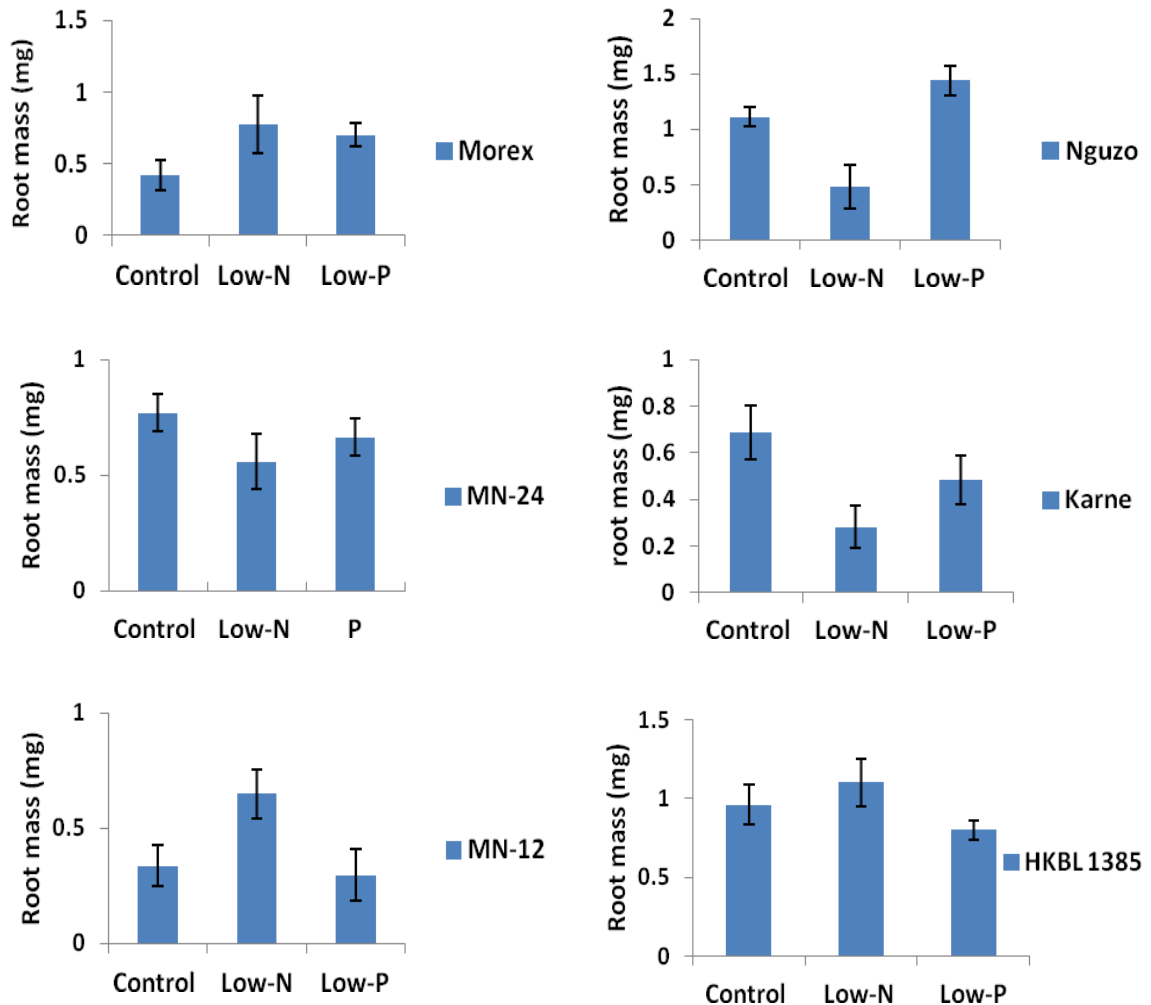 Root mass (mg)
1.5
1
0.5
0
Control Low-N Low-P
Morex
Root mass (mg)
2
1.5
1
0.5
0
Control Low-N Low-P
Nguzo
Root mass (mg)
1
0.5
0
Control Low-N P
MN-24
root mass (mg)
1
0.8
0.6
0.4
0.2
0
Control Low-N Low-P
Karne
Root mass (mg)
1
0.5
0
Control Low-N Low-P
MN-12
Root mass (mg)
1.5
1
0.5
0
Control Low-N Low-P
HKBL 1385